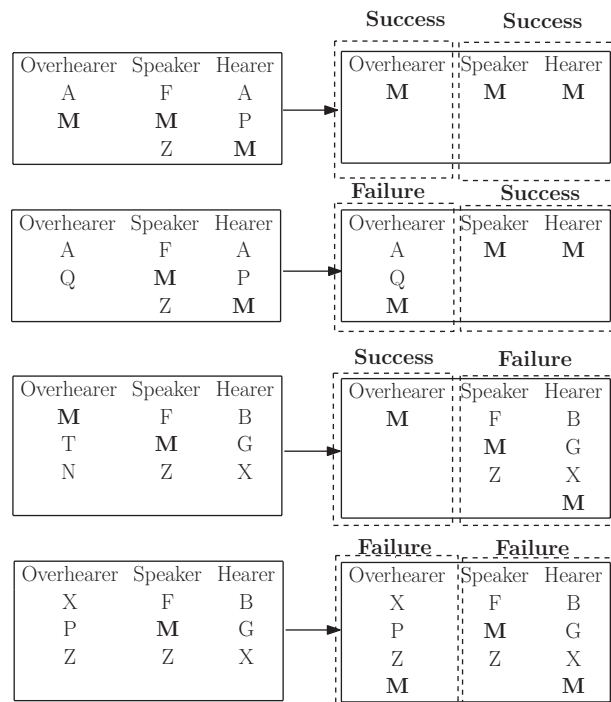 Success Success
Overhearer Speaker Hearer Overhearer Speaker Hearer
A F A M M M
M M P
Z M
Failure Success
Overhearer Speaker Hearer Overhearer Speaker Hearer
A F A A M M
Q M P Q
Z M M
Success Failure
Overhearer Speaker Hearer Overhearer Speaker Hearer
M F B M F B
T M G M G
N Z X Z X
M
Failure Failure
Overhearer Speaker Hearer Overhearer Speaker Hearer
X F B X F B
P M G P M G
Z Z X Z Z X
M M